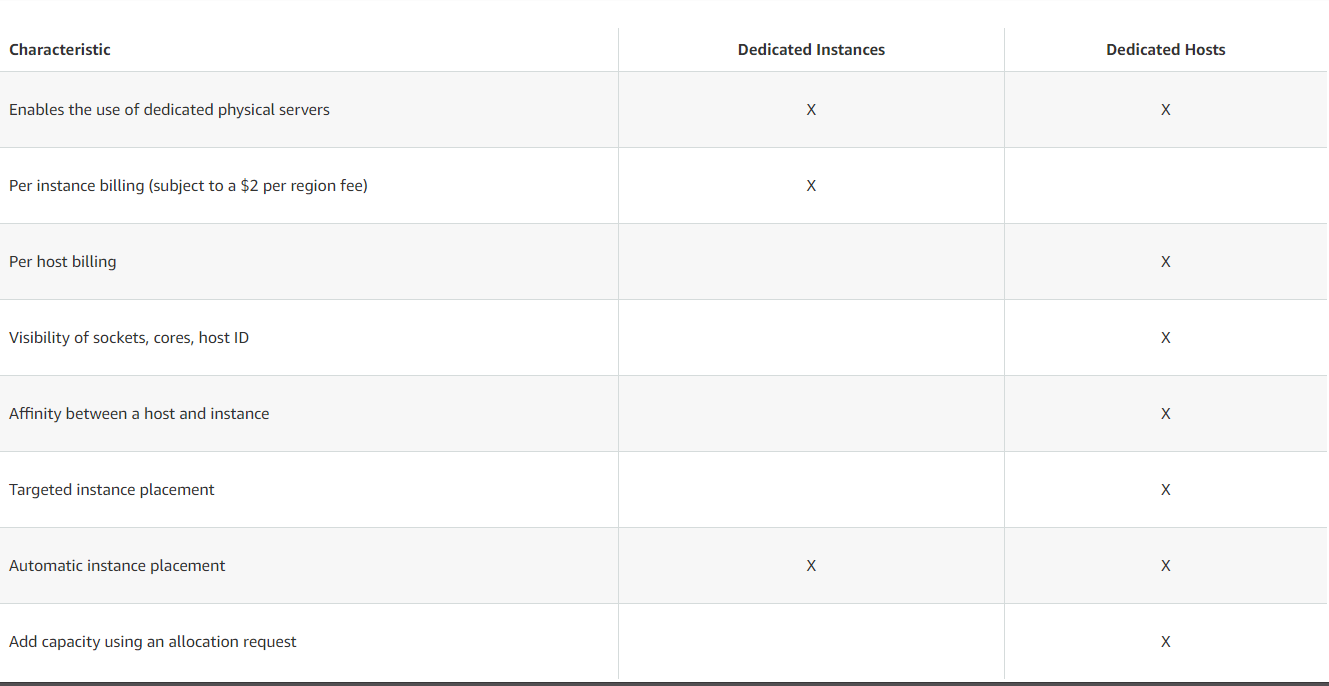 Characteristic Dedicated Instances Dedicated Hosts
Enables the use of dedicated physical servers X X
Per instance billing (subject to a $2 per region fee) X
Per host billing X
Visibility of sockets, cores, host ID X
Affinity between a host and instance X
Targeted instance placement X
Automatic instance placement X X
Add capacity using an allocation request X